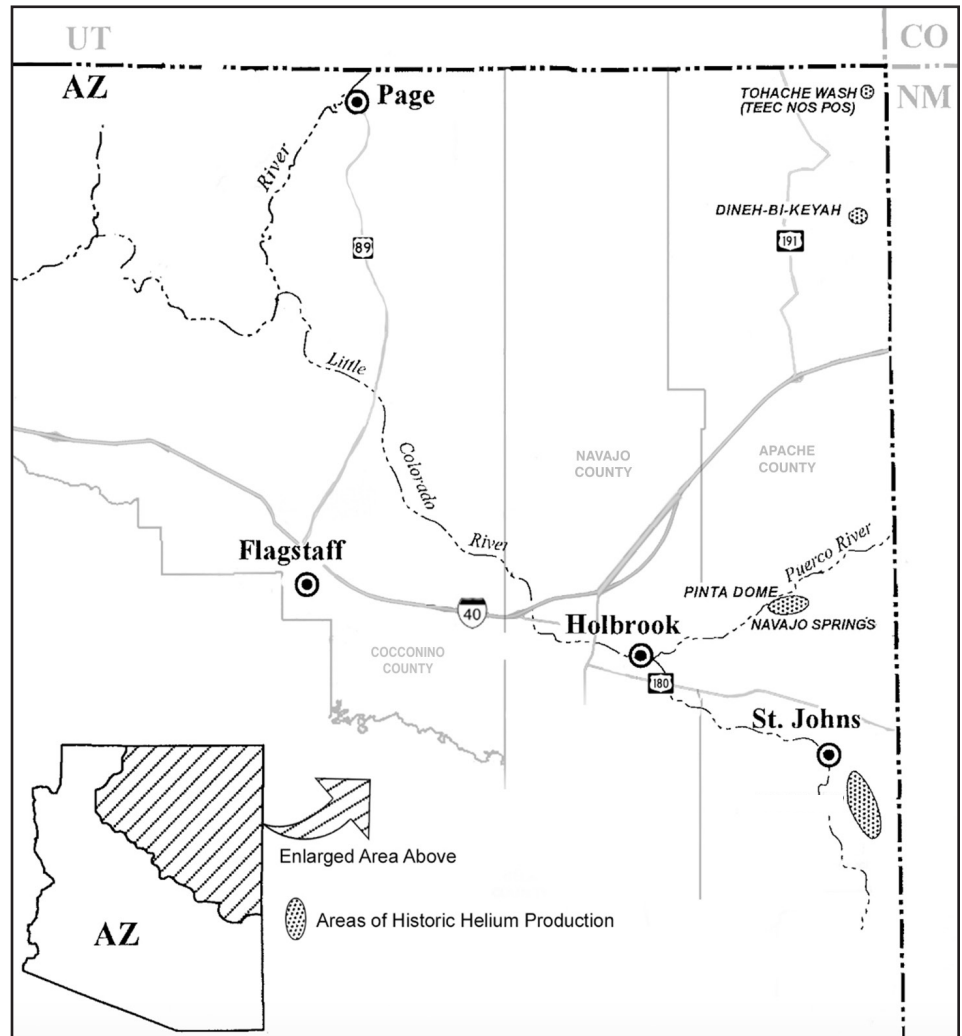 UT
CO
AZ
NM
Page
TOHACHE WASH
(TEEC NOS POS)
River
DINEH-BI-KEYAH
89
191
Little
Colorado
River
NAVAJO
COUNTY
APACHE
COUNTY
Flagstaff
Puerco River
PINTA DOME
40
NAVAJO SPRINGS
Holbrook
COCCONINO
COUNTY
180
St. Johns
Enlarged Area Above
Areas of Historic Helium Production
AZ